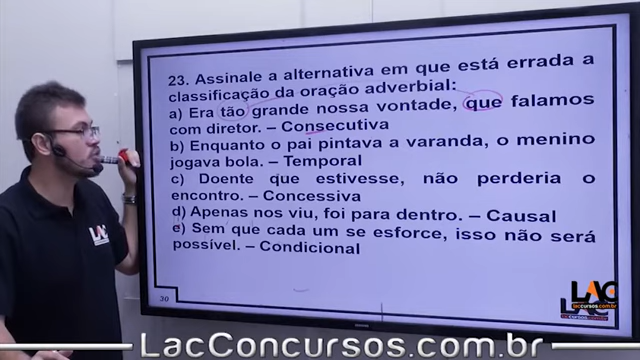 23. Assinale a alternativa em que está errada a
classificação da oração adverbial:
a) Era tão grande nossa vontade, que falamos
com diretor. – Consecutiva
b) Enquanto o pai pintava a varanda, o menino
jogava bola. – Temporal
c) Doente que estivesse, não perderia o
encontro. – Concessiva
d) Apenas nos viu, foi para dentro. – Causal
e) Sem que cada um se esforce, isso não será
possível. – Condicional
30
LAC
LAC
laccursos.com.br
LAC
LacConcursos.com.br